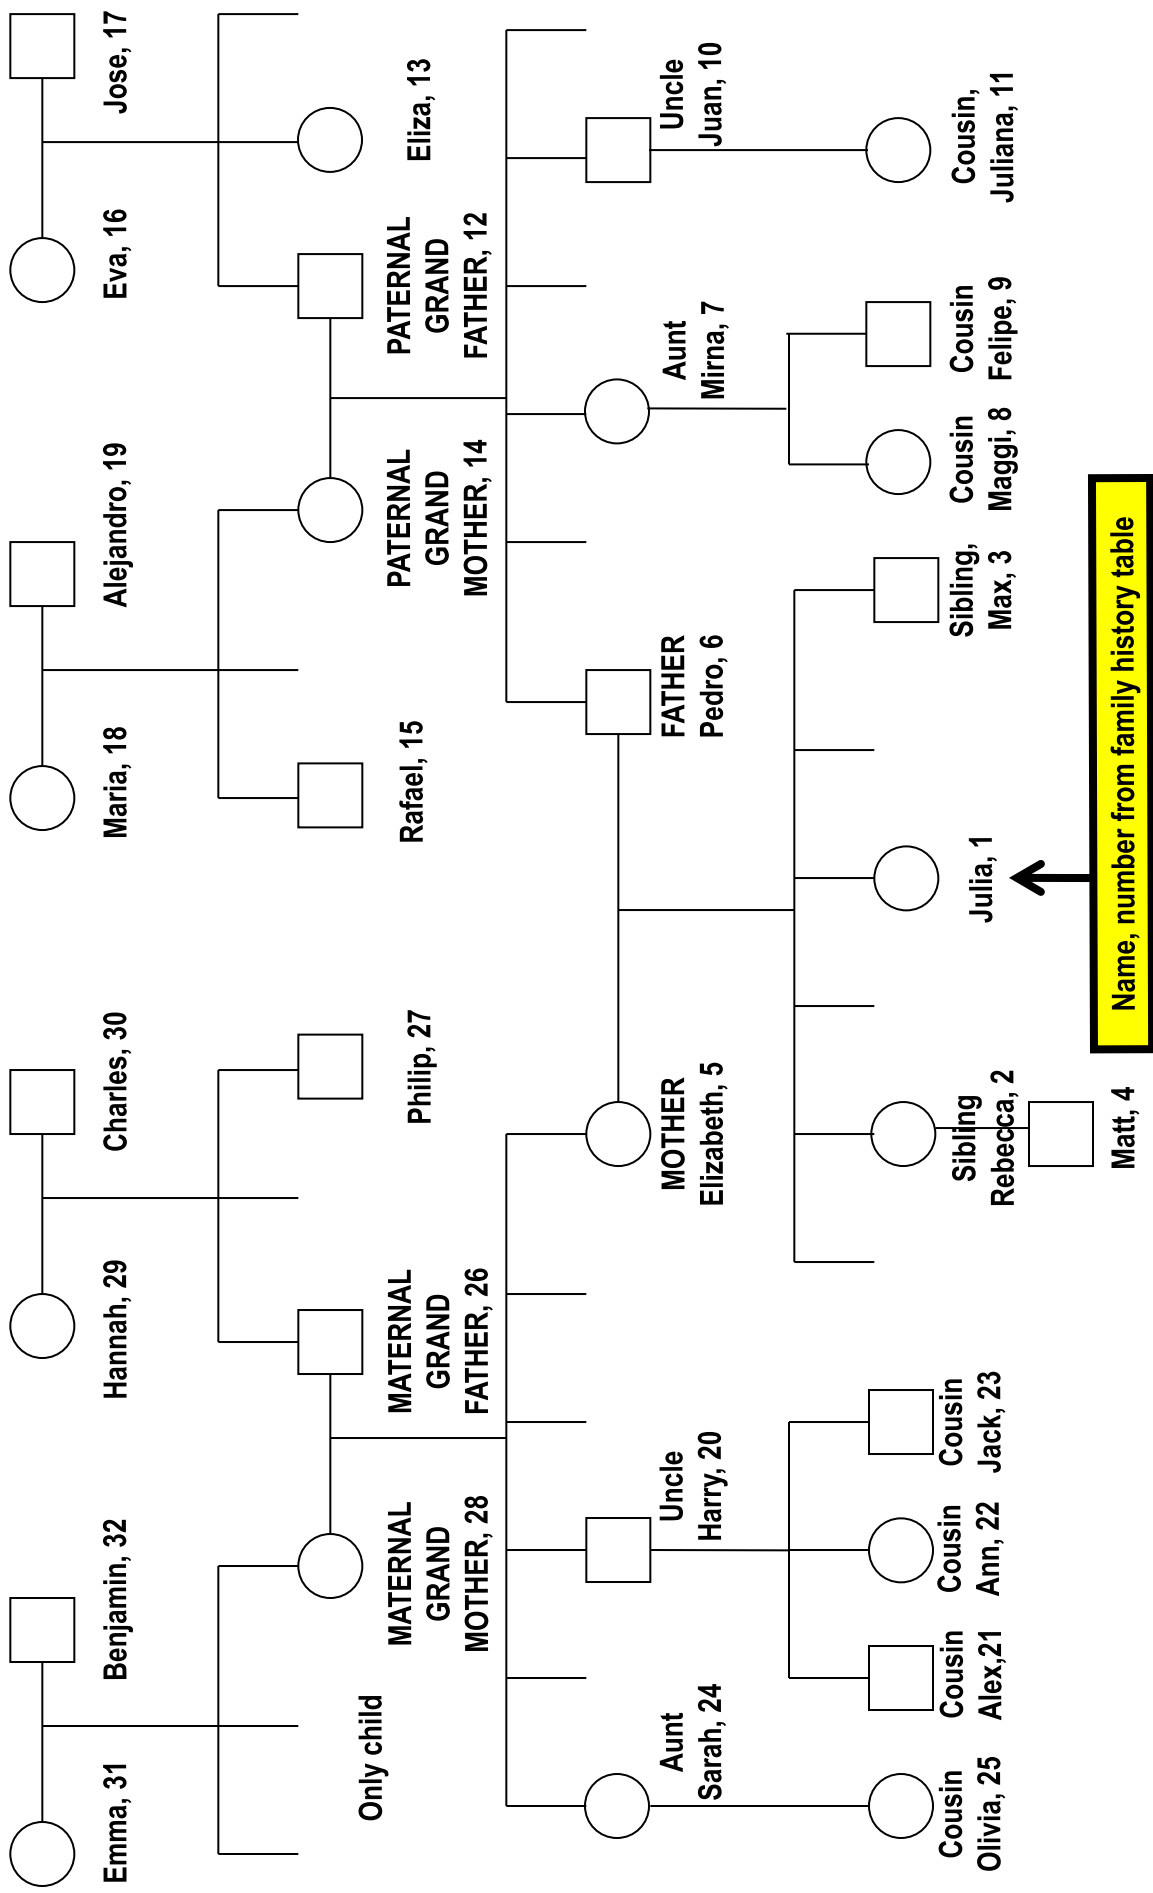 Emma, 31
Benjamin, 32
Hannah, 29
Charles, 30
Maria, 18
Alejandro, 19
Eva, 16
Jose, 17
Only child
MATERNAL
GRAND
MOTHER, 28
MATERNAL
GRAND
FATHER, 26
Philip, 27
Rafael, 15
PATERNAL
GRAND
MOTHER, 14
PATERNAL
GRAND
FATHER, 12
Eliza, 13
Aunt
Sarah, 24
Uncle
Harry, 20
MOTHER
Elizabeth, 5
FATHER
Pedro, 6
Aunt
Mirna, 7
Uncle
Juan, 10
Cousin
Olivia, 25
Cousin
Alex,21
Cousin
Ann, 22
Cousin
Jack, 23
Sibling
Rebecca, 2
Julia, 1
Sibling,
Max, 3
Cousin
Maggi, 8
Cousin
Felipe, 9
Cousin,
Juliana, 11
Matt, 4
Name, number from family history table